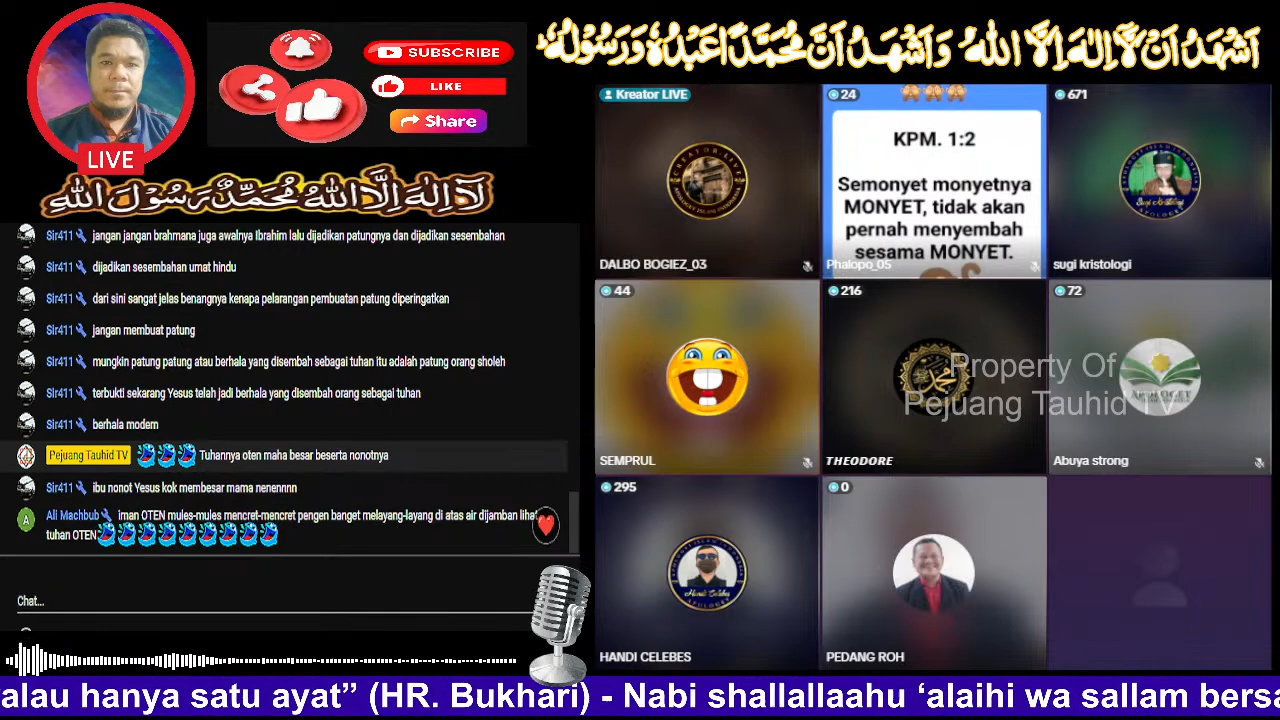 LIVE
SUBSCRIBE
LIKE
Share
اَشْهَدُ اَنْ لَّا اِلٰهَ اِلَّا اللّٰهُ وَاَشْهَدُ اَنَّ مُحَمَّدًا عَبْدُهٗ وَرَسُوْلُهٗ
لَا اِلٰهَ اِلَّا اللّٰهُ مُحَمَّدٌ رَسُوْلُ اللّٰهِ
Sir411 jangan jangan brahmana juga awalnya Ibrahim lalu dijadikan patungnya dan dijadikan sesembahan
Sir411 dijadikan sesembahan umat hindu
Sir411 dari sini sangat jelas benangnya kenapa pelarangan pembuatan patung diperingatkan
Sir411 jangan membuat patung
Sir411 mungkin patung patung atau berhala yang disembah sebagai tuhan itu adalah patung orang sholeh
Sir411 terbukti sekarang Yesus telah jadi berhala yang disembah orang sebagai tuhan
Sir411 berhala modern
Pejuang Tauhid TV Tuhannya oten maha besar beserta nonotnya
Sir411 ibu nonot Yesus kok membesar mama nenennnn
A Ali Machbub iman OTEN mules-mules mencret-mencret pengen banget melayang-layang di atas air dijamban lihat
tuhan OTEN
Chat...
Kreator LIVE
DALBO BOGIEZ_03
24
KPM. 1:2
Semonyet monyetnya
MONYET, tidak akan
pernah menyembah
sesama MONYET.
Phalopo_05
671
sugi kristologi
44
SEMPRUL
216
THEODORE
72
Abuya strong
Property Of
Pejuang Tauhid TV
295
HANDI CELEBES
0
PEDANG ROH
alau hanya satu ayat” (HR. Bukhari) - Nabi shallallaahu ‘alaihi wa sallam bersa